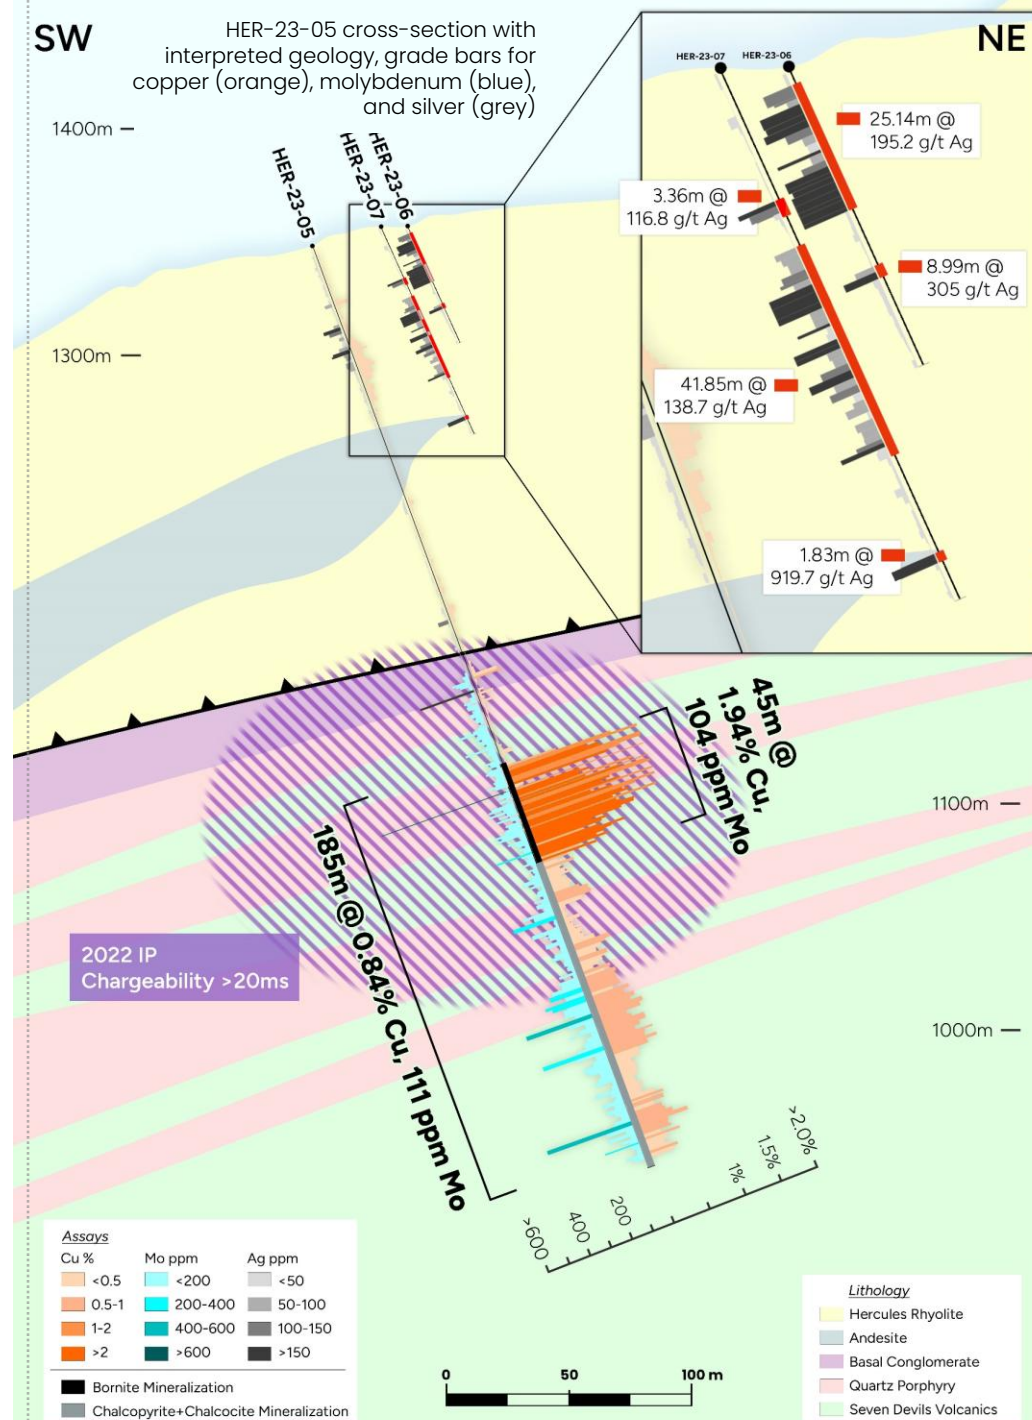 SW
HER-23-05 cross-section with
interpreted geology, grade bars for
copper (orange), molybdenum (blue),
and silver (grey)
NE
1400m
1300m
1100m
1000m
HER-23-05
HER-23-07
HER-23-06
HER-23-07
HER-23-06
25.14m @
195.2 g/t Ag
3.36m @
116.8 g/t Ag
8.99m @
305 g/t Ag
41.85m @
138.7 g/t Ag
1.83m @
919.7 g/t Ag
45m @
1.94% Cu,
104 ppm Mo
185m @ 0.84% Cu, 111 ppm Mo
2022 IP
Chargeability >20ms
>600
400
200
1%
1.5%
>2.0%
Assays
Cu %
<0.5
0.5-1
1-2
>2
Mo ppm
<200
200-400
400-600
>600
Ag ppm
<50
50-100
100-150
>150
Bornite Mineralization
Chalcopyrite+Chalcocite Mineralization
0
50
100 m
Lithology
Hercules Rhyolite
Andesite
Basal Conglomerate
Quartz Porphyry
Seven Devils Volcanics